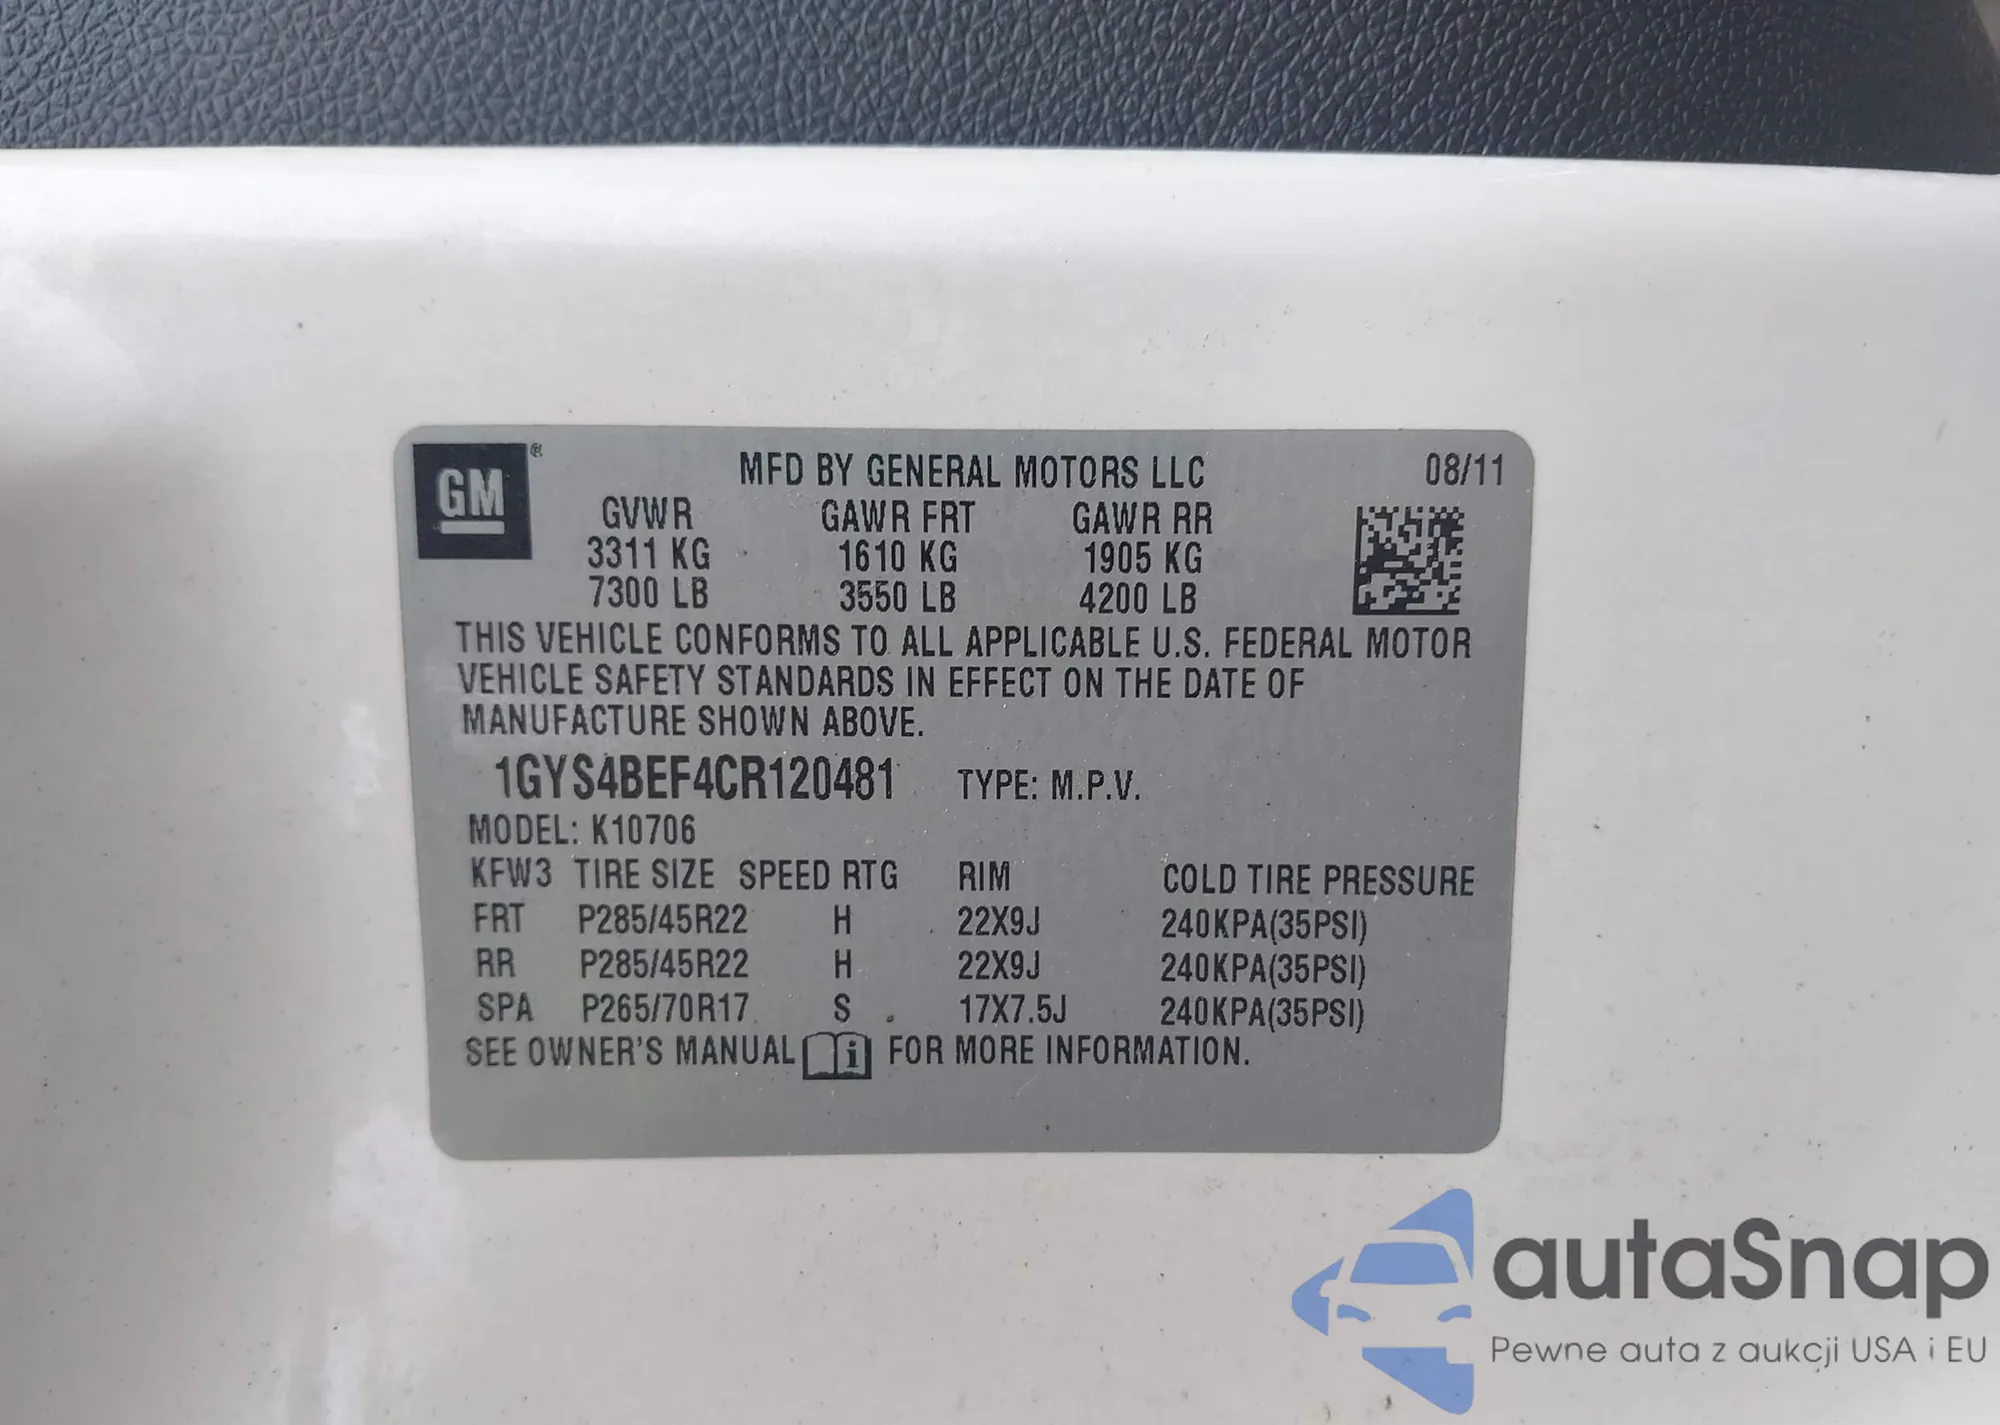 GM®
MFD BY GENERAL MOTORS LLC 08/11
GVWR GAWR FRT GAWR RR
3311 KG 1610 KG 1905 KG
7300 LB 3550 LB 4200 LB
THIS VEHICLE CONFORMS TO ALL APPLICABLE U.S. FEDERAL MOTOR
VEHICLE SAFETY STANDARDS IN EFFECT ON THE DATE OF
MANUFACTURE SHOWN ABOVE.
1GYS4BEF4CR120481 TYPE: M.P.V.
MODEL: K10706
KFW3 TIRE SIZE SPEED RTG RIM COLD TIRE PRESSURE
FRT P285/45R22 H 22X9J 240KPA(35PSI)
RR P285/45R22 H 22X9J 240KPA(35PSI)
SPA P265/70R17 S 17X7.5J 240KPA(35PSI)
SEE OWNER'S MANUAL i FOR MORE INFORMATION.
autaSnap
Pewne auta z aukcji USA i EU